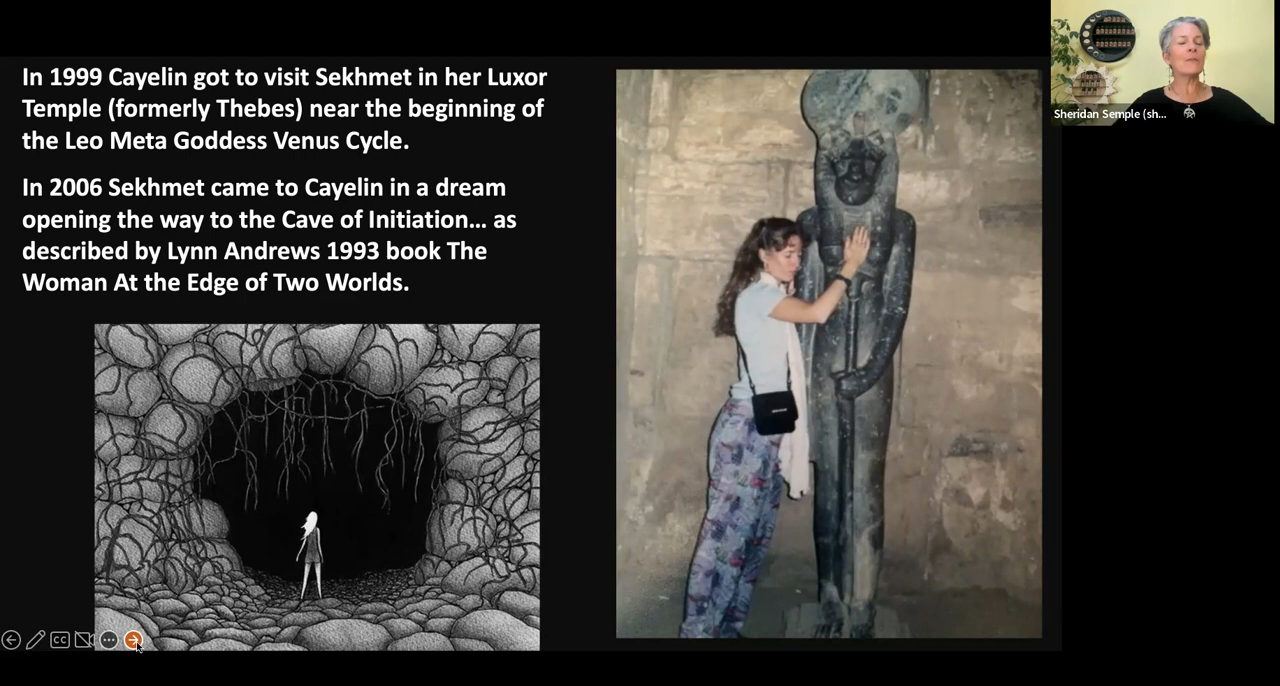 In 1999 Cayelin got to visit Sekhmet in her Luxor
Temple (formerly Thebes) near the beginning of
the Leo Meta Goddess Venus Cycle.
In 2006 Sekhmet came to Cayelin in a dream
opening the way to the Cave of Initiation... as
described by Lynn Andrews 1993 book The
Woman At the Edge of Two Worlds.
Sheridan Semple (sh...
CC